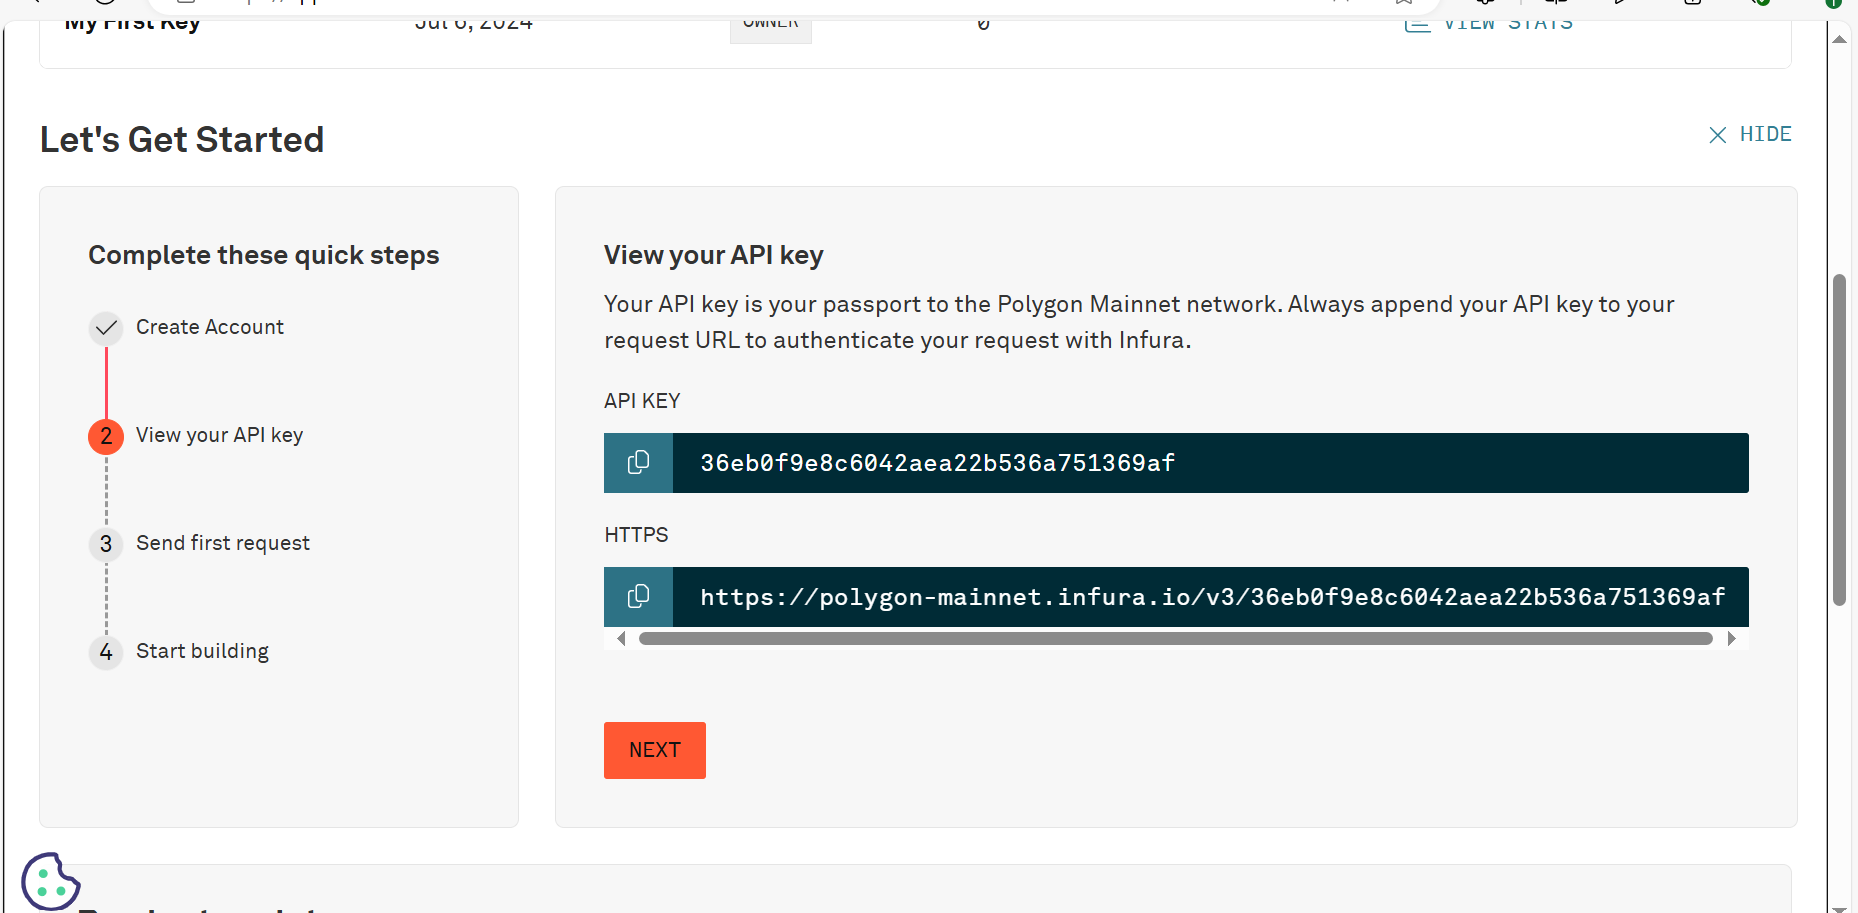 My First Key Jul 6, 2024 OWNER 0 VIEW STATS
Let's Get Started
HIDE
Complete these quick steps
Create Account
2 View your API key
3 Send first request
4 Start building
View your API key
Your API key is your passport to the Polygon Mainnet network. Always append your API key to your
request URL to authenticate your request with Infura.
API KEY
36eb0f9e8c6042aea22b536a751369af
HTTPS
https://polygon-mainnet.infura.io/v3/36eb0f9e8c6042aea22b536a751369af
NEXT